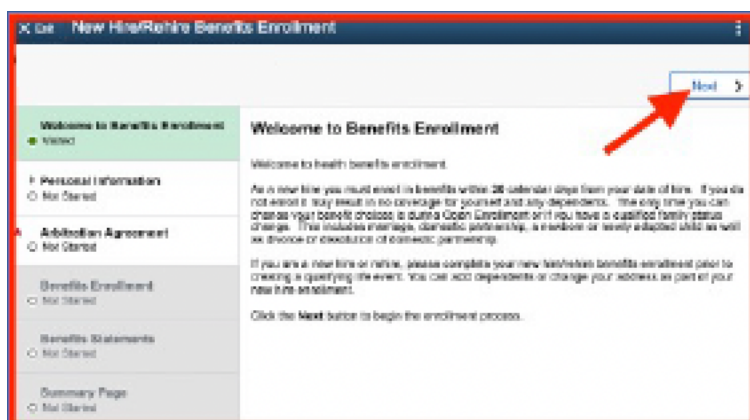 Exit New Hire/Rehire Benefits Enrollment
Next
Welcome to Benefits Enrollment
Visited
Personal Information
Not Started
Arbitration Agreement
Not Started
Benefits Enrollment
Not Started
Benefits Statements
Not Started
Summary Page
Not Started
Welcome to Benefits Enrollment
Welcome to health benefits enrollment.
As a new hire you must enroll in benefits within calendar days from your date of hire. If you do
not enroll it may result in no coverage for yourself and any dependents. The only time you can
change your benefit choices is during Open Enrollment or if you have a qualified family status
change. This includes marriage, domestic partnership, a newborn or newly adopted child as well
as divorce or dissolution of domestic partnership.
If you are a new hire or rehire, please complete your new hire/rehire benefits enrollment prior to
creating a qualifying life event. You can add dependents or change your address as part of your
new hire enrollment.
Click the Next button to begin the enrollment process.